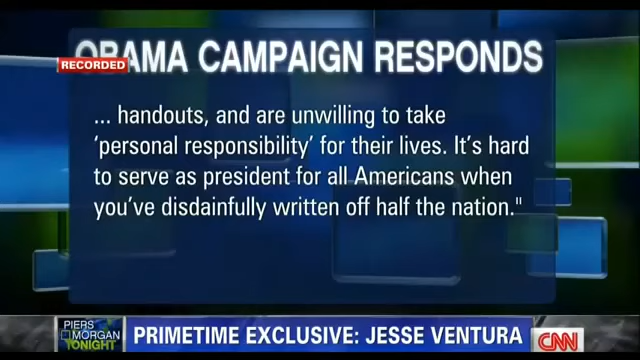 OBAMA CAMPAIGN RESPONDS
RECORDED
... handouts, and are unwilling to take
'personal responsibility' for their lives. It's hard
to serve as president for all Americans when
you've disdainfully written off half the nation."
PIERS
MORGAN
TONIGHT
PRIMETIME EXCLUSIVE: JESSE VENTURA
CNN